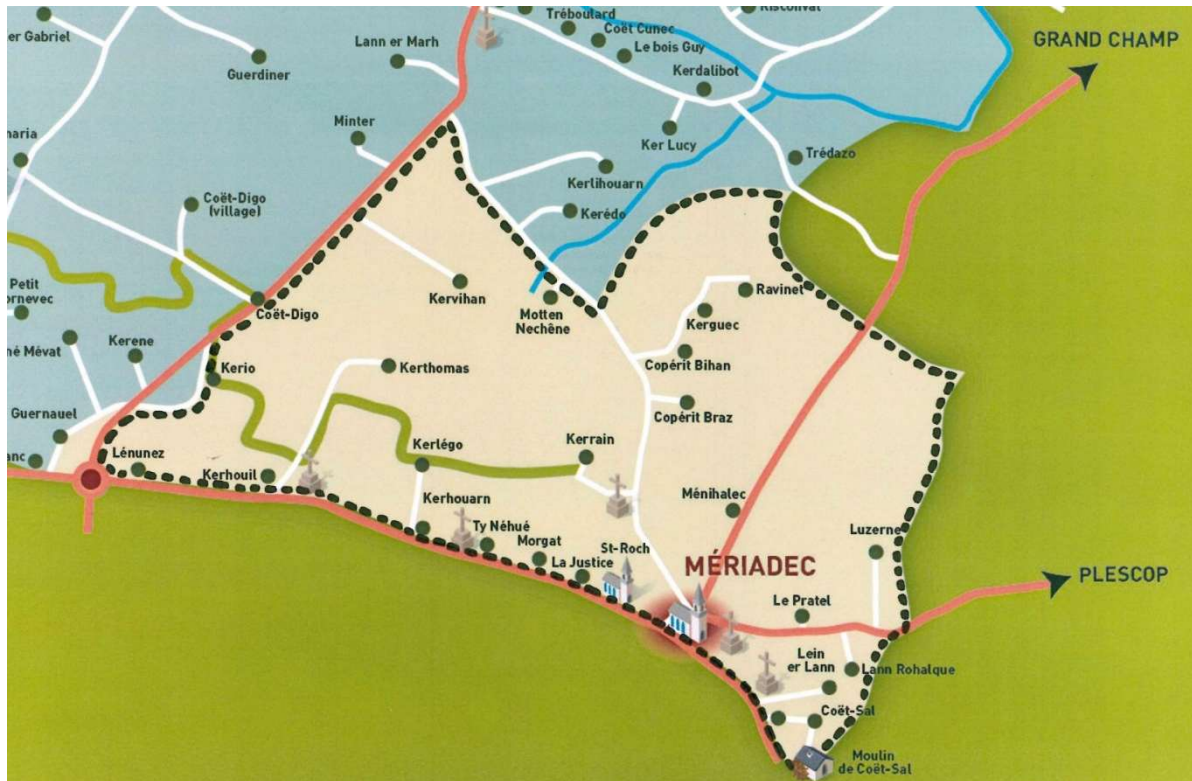 Tréboulard
Coët Cunec
Le bois Guy
Kerdalibot
GRAND CHAMP
er Gabriel
Guerdiner
Lann er Marh
Minter
Ker Lucy
Trédazo
Kerlihouarn
Kerédo
Coët-Digo
(village)
Petit
Kervihan
Motten
Nechêne
Ravinet
Kerguec
Coët-Digo
né Mévat
Kerene
Kerio
Kerthomas
Copérit Bihan
Copérit Braz
Guernauel
Lénunez
Kerhouil
Kerlégo
Kerrain
Kerhouarn
Ménihalec
Ty Néhué
Morgat
La Justice
St-Roch
Luzerne
MÉRIADEC
PLESCOP
Le Pratel
Lein
er Lann
Lann Rohalque
Coët-Sal
Moulin
de Coët-Sal